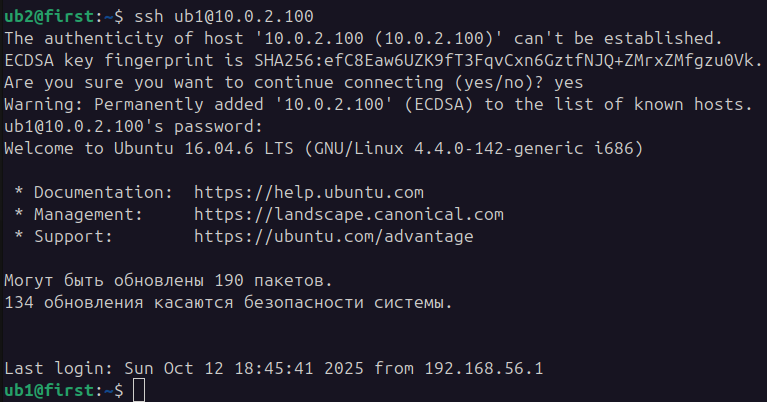 ub2@first:~$ ssh ub1@10.0.2.100
The authenticity of host '10.0.2.100 (10.0.2.100)' can't be established.
ECDSA key fingerprint is SHA256:efC8Eaw6UZK9fT3FqvCxn6GztfNJQ+ZMrxZMfgzu0Vk.
Are you sure you want to continue connecting (yes/no)? yes
Warning: Permanently added '10.0.2.100' (ECDSA) to the list of known hosts.
ub1@10.0.2.100's password:
Welcome to Ubuntu 16.04.6 LTS (GNU/Linux 4.4.0-142-generic i686)
* Documentation:  https://help.ubuntu.com
* Management:     https://landscape.canonical.com
* Support:        https://ubuntu.com/advantage
Могут быть обновлены 190 пакетов.
134 обновления касаются безопасности системы.
Last login: Sun Oct 12 18:45:41 2025 from 192.168.56.1
ub1@first:~$